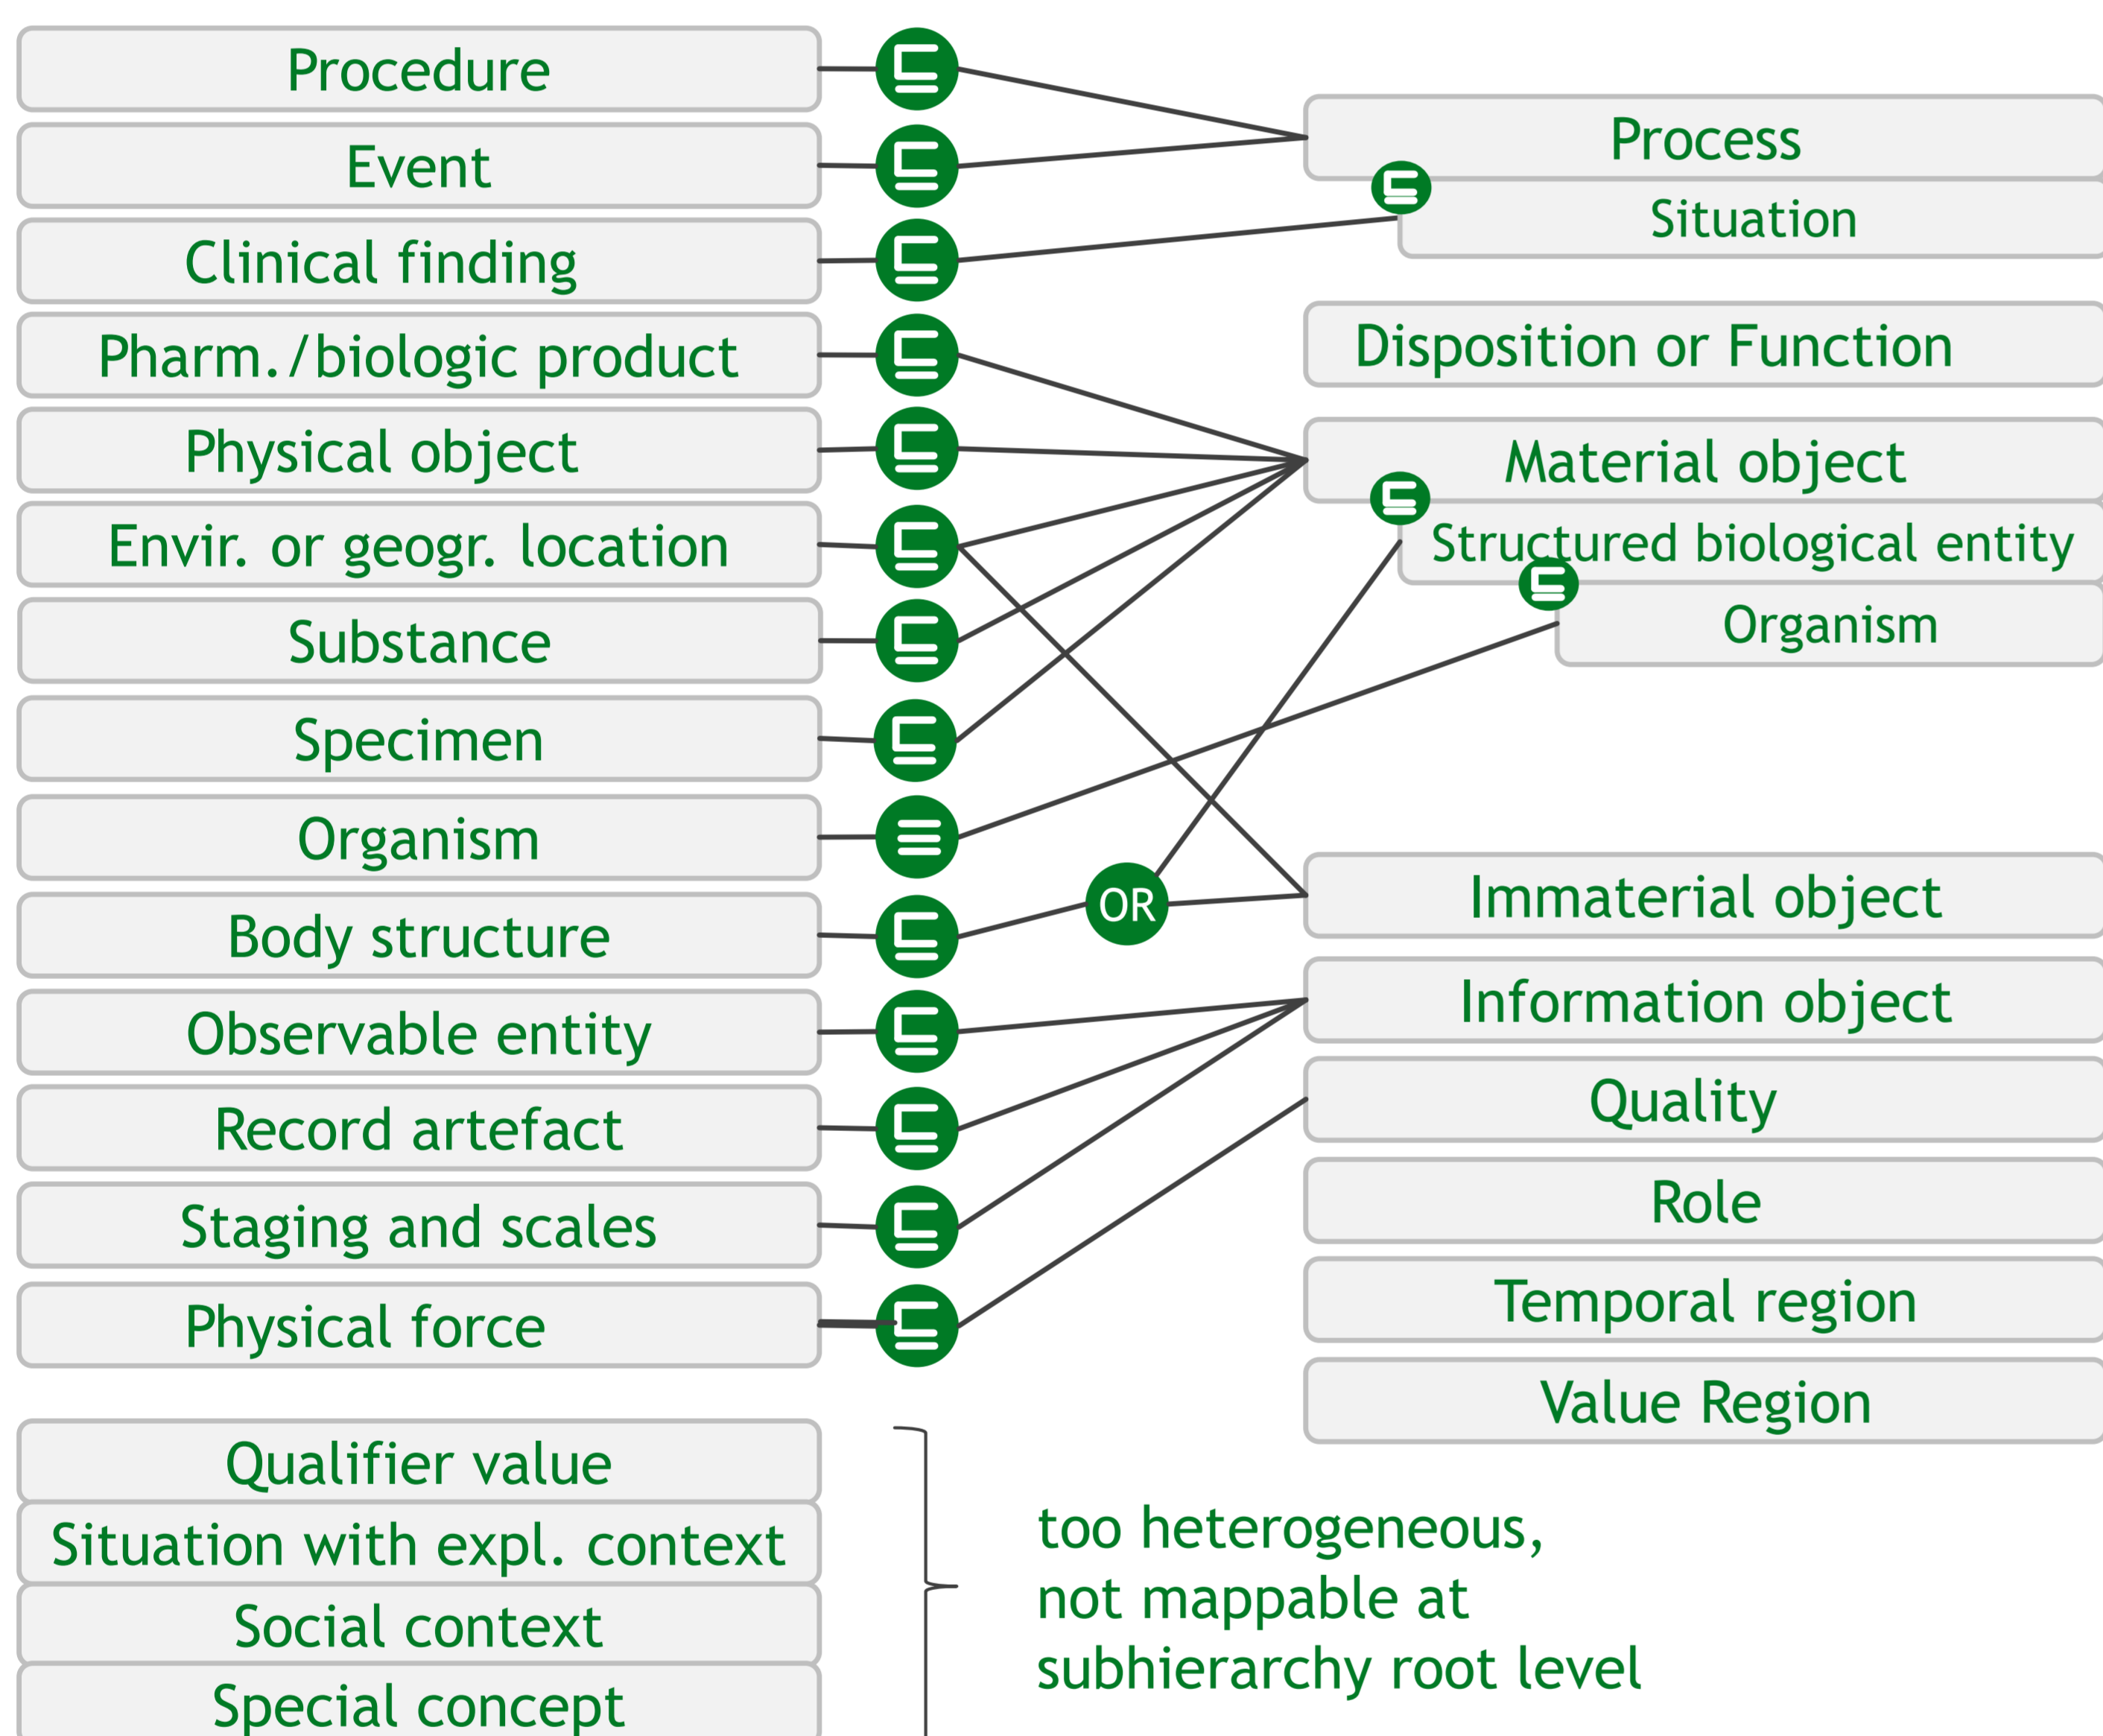 Procedure
Event
Clinical finding
Pharm./biologic product
Physical object
Envir. or geogr. location
Substance
Specimen
Organism
Body structure
Observable entity
Record artefact
Staging and scales
Physical force
Qualifier value
Situation with expl. context
Social context
Special concept
OR
Process
Situation
Disposition or Function
Material object
Structured biological entity
Organism
Immaterial object
Information object
Quality
Role
Temporal region
Value Region
too heterogeneous,
not mappable at
subhierarchy root level